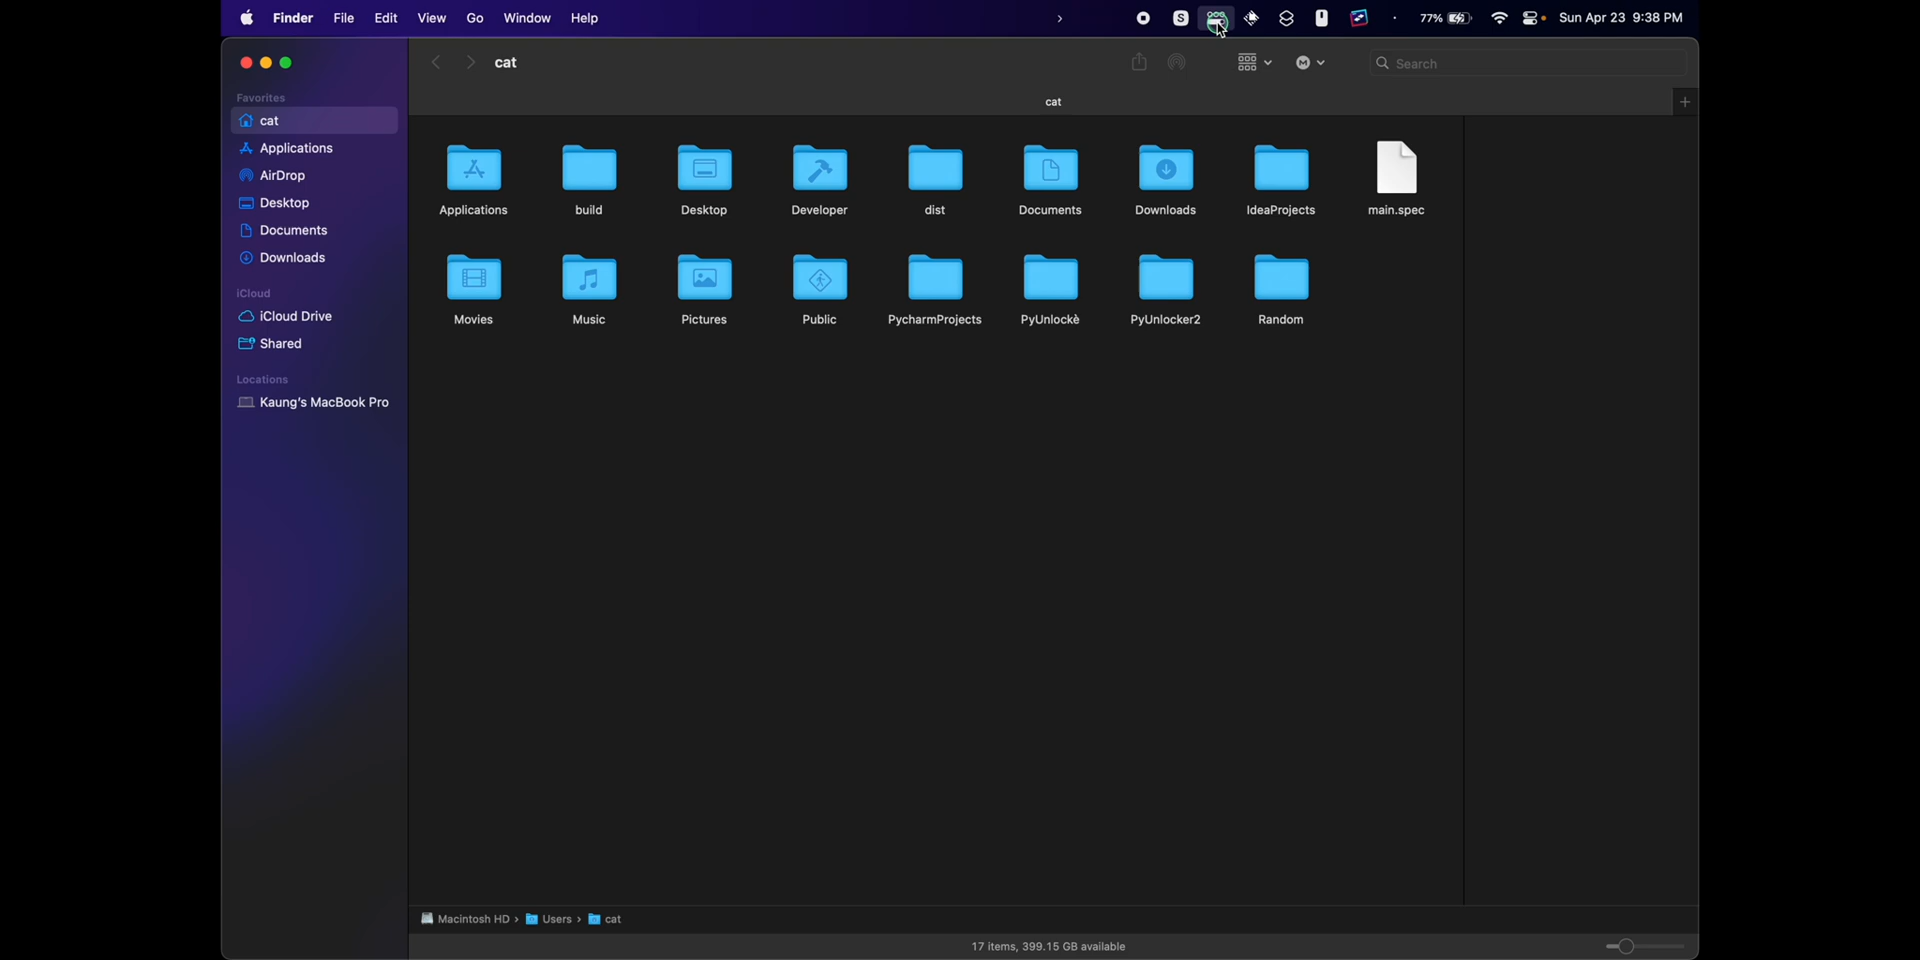 Finder File Edit View Go Window Help
S
77%
Sun Apr 23 9:38 PM
cat
M
Search
cat
Favorites
cat
Applications
AirDrop
Desktop
Documents
Downloads
iCloud
iCloud Drive
Shared
Locations
Kaung's MacBook Pro
Applications build Desktop Developer dist Documents Downloads IdeaProjects main.spec
Movies Music Pictures Public PycharmProjects PyUnlockè PyUnlocker2 Random
Macintosh HD › Users › cat
17 items, 399.15 GB available